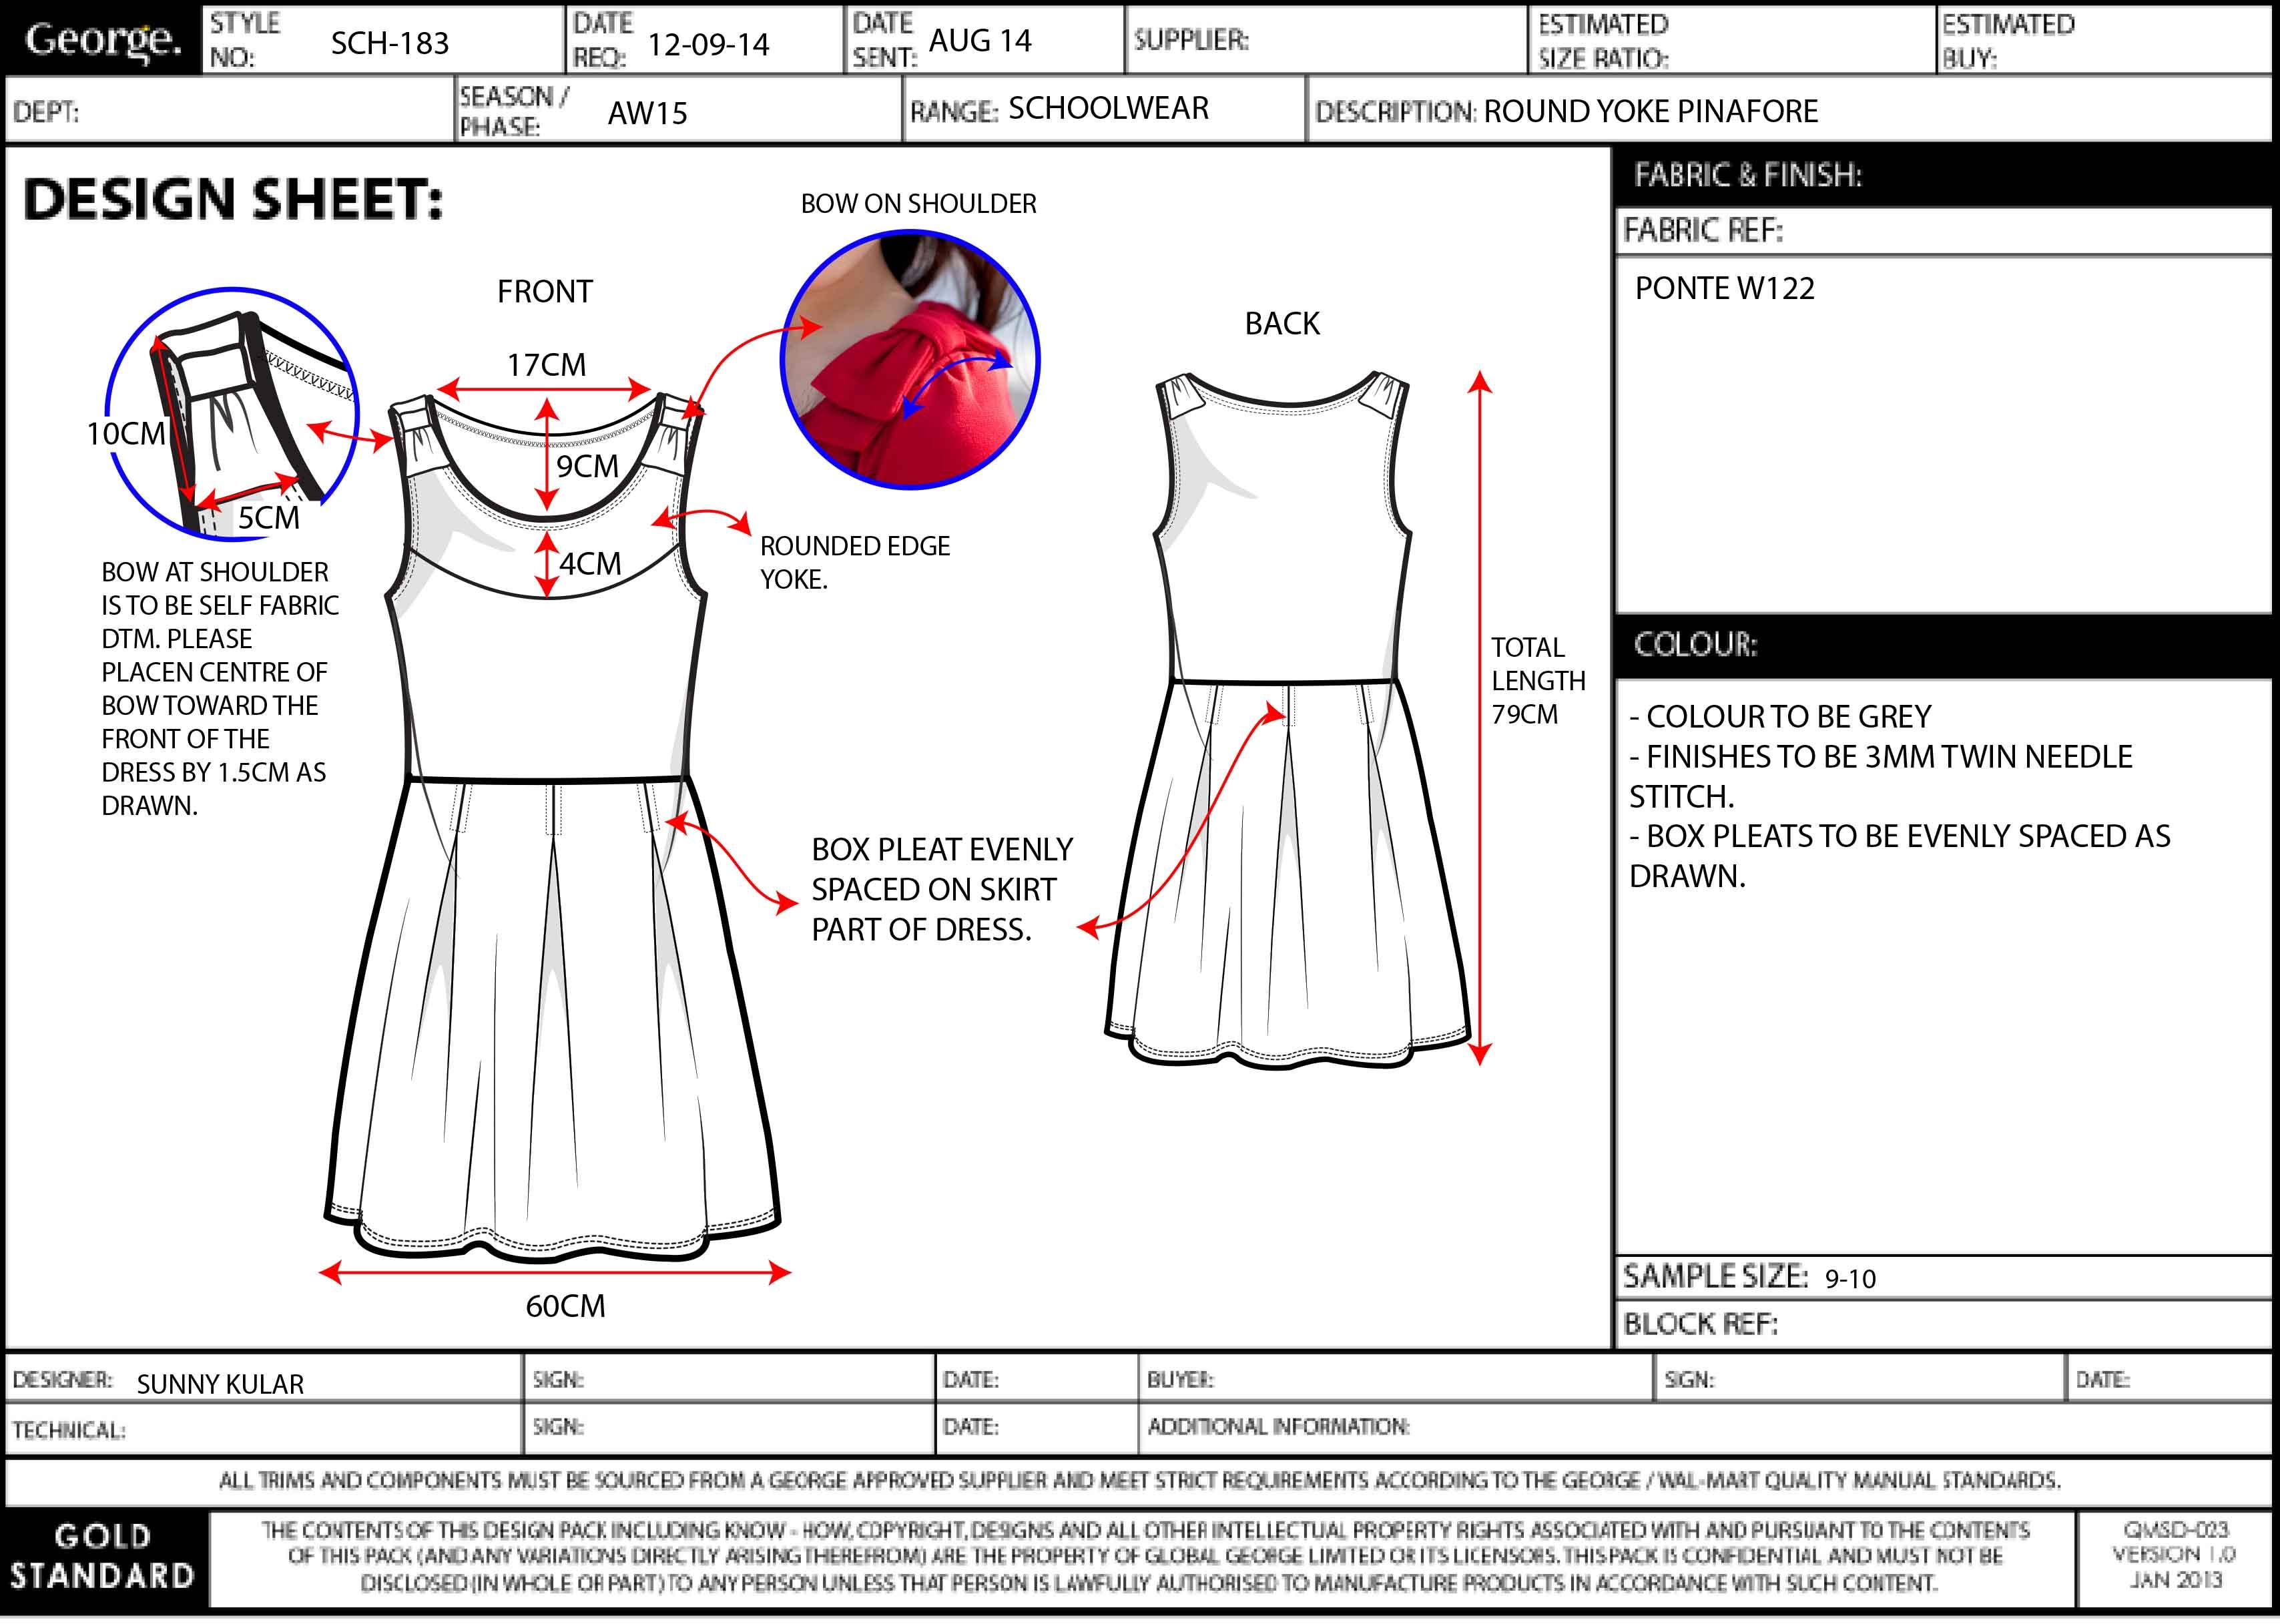 George.
STYLE NO: SCH-183
DATE REQ: 12-09-14
DATE SENT: AUG 14
SUPPLIER:
ESTIMATED SIZE RATIO:
ESTIMATED BUY:
DEPT:
SEASON / PHASE: AW15
RANGE: SCHOOLWEAR
DESCRIPTION: ROUND YOKE PINAFORE
DESIGN SHEET:
BOW ON SHOULDER
FRONT
17CM
BACK
10CM
9CM
5CM
4CM
ROUNDED EDGE
YOKE.
BOW AT SHOULDER
IS TO BE SELF FABRIC
DTM. PLEASE
PLACEN CENTRE OF
BOW TOWARD THE
FRONT OF THE
DRESS BY 1.5CM AS
DRAWN.
TOTAL
LENGTH
79CM
BOX PLEAT EVENLY
SPACED ON SKIRT
PART OF DRESS.
60CM
FABRIC & FINISH:
FABRIC REF:
PONTE W122
COLOUR:
- COLOUR TO BE GREY
- FINISHES TO BE 3MM TWIN NEEDLE
STITCH.
- BOX PLEATS TO BE EVENLY SPACED AS
DRAWN.
SAMPLE SIZE: 9-10
BLOCK REF:
DESIGNER: SUNNY KULAR
SIGN:
DATE:
BUYER:
SIGN:
DATE:
TECHNICAL:
SIGN:
DATE:
ADDITIONAL INFORMATION:
ALL TRIMS AND COMPONENTS MUST BE SOURCED FROM A GEORGE APPROVED SUPPLIER AND MEET STRICT REQUIREMENTS ACCORDING TO THE GEORGE / WAL-MART QUALITY MANUAL STANDARDS.
GOLD
STANDARD
THE CONTENTS OF THIS DESIGN PACK INCLUDING KNOW - HOW, COPYRIGHT, DESIGNS AND ALL OTHER INTELLECTUAL PROPERTY RIGHTS ASSOCIATED WITH AND PURSUANT TO THE CONTENTS
OF THIS PACK (AND ANY VARIATIONS DIRECTLY ARISING THEREFROM) ARE THE PROPERTY OF GLOBAL GEORGE LIMITED OR ITS LICENSORS. THIS PACK IS CONFIDENTIAL AND MUST NOT BE
DISCLOSED (IN WHOLE OR PART) TO ANY PERSON UNLESS THAT PERSON IS LAWFULLY AUTHORISED TO MANUFACTURE PRODUCTS IN ACCORDANCE WITH SUCH CONTENT.
QMSD-023
VERSION 1.0
JAN 2013